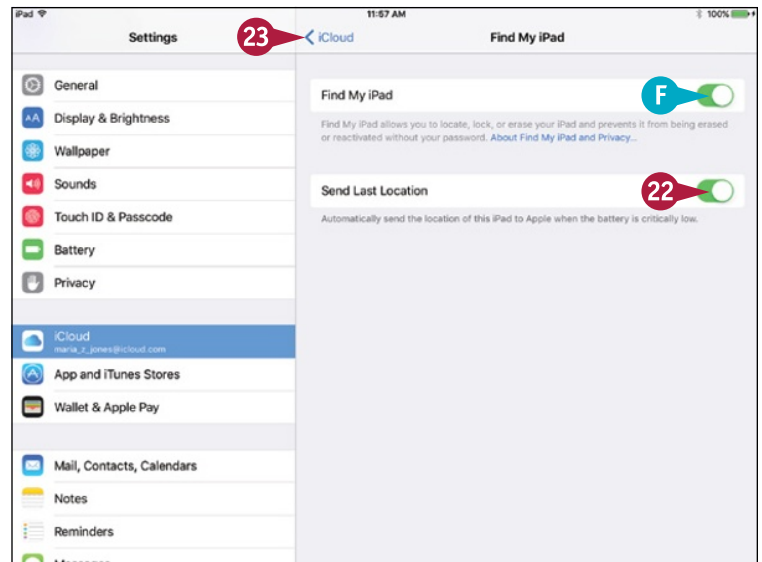 iPad 11:57 AM 100%
Settings
23
iCloud
Find My iPad
General
Display & Brightness
Wallpaper
Sounds
Touch ID & Passcode
Battery
Privacy
iCloud
maria_z_jones@icloud.com
App and iTunes Stores
Wallet & Apple Pay
Mail, Contacts, Calendars
Notes
Reminders
Find My iPad
F
Find My iPad allows you to locate, lock, or erase your iPad and prevents it from being erased
or reactivated without your password. About Find My iPad and Privacy...
Send Last Location
22
Automatically send the location of this iPad to Apple when the battery is critically low.